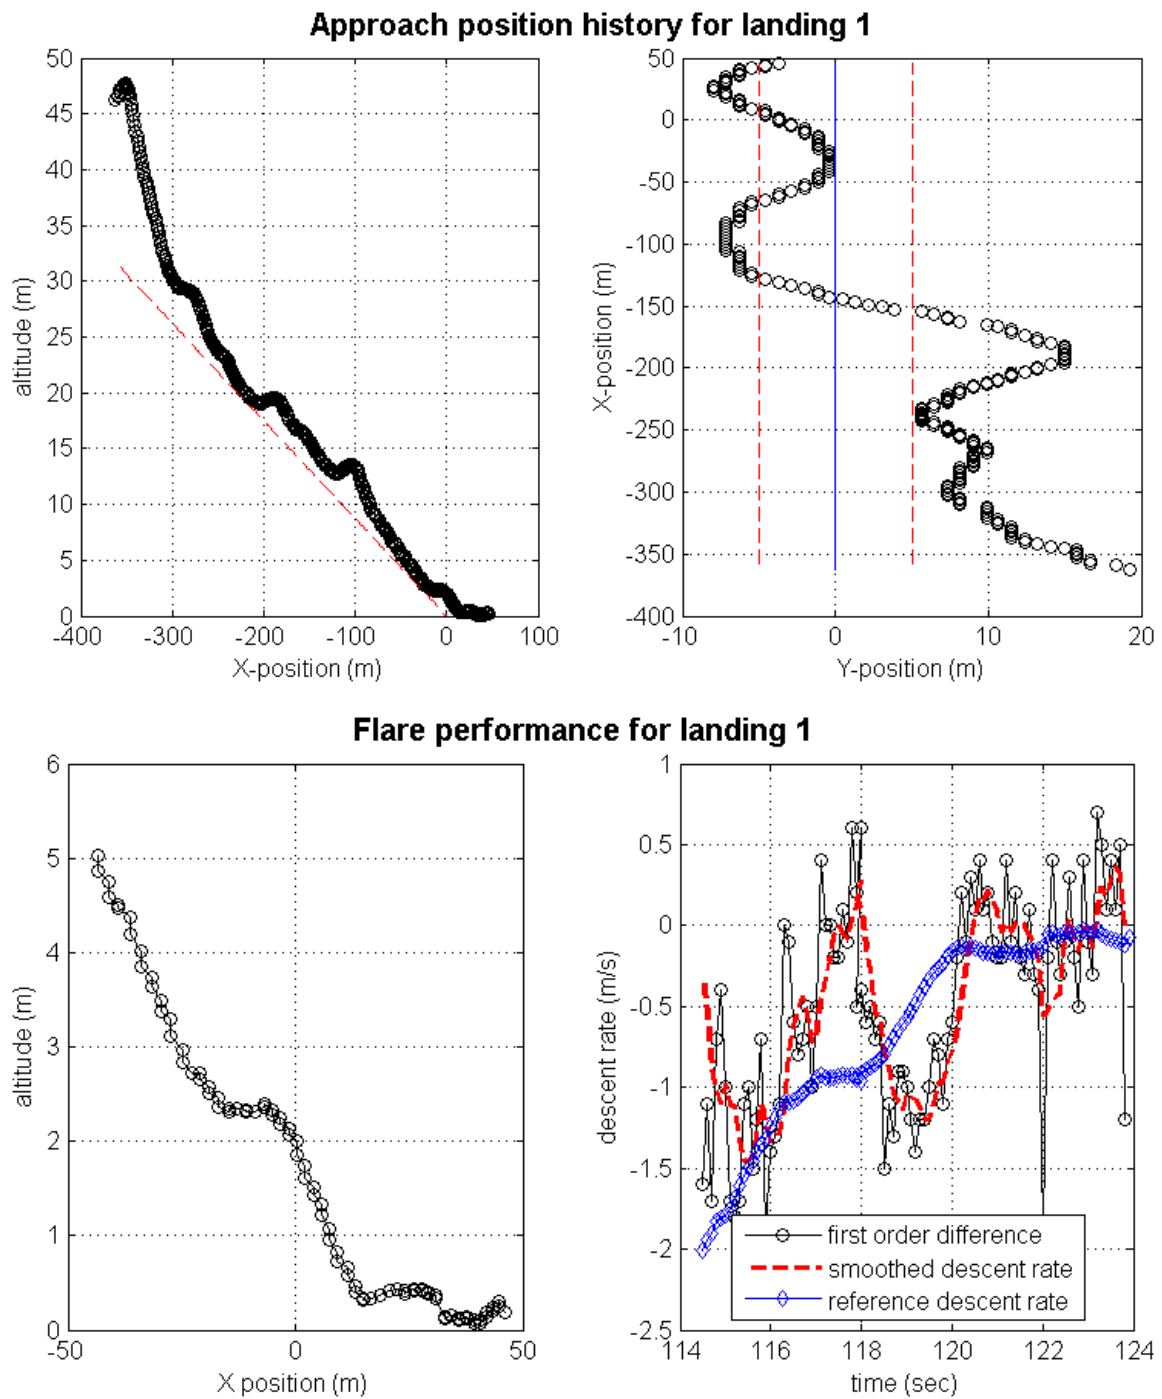 Approach position history for landing 1
50
45
40
35
30
25
20
15
10
5
0
altitude (m)
-400 -300 -200 -100 0 100
X-position (m)
50
0
-50
-100
-150
-200
-250
-300
-350
-400
X-position (m)
-10 0 10 20
Y-position (m)
Flare performance for landing 1
6
5
4
3
2
1
0
altitude (m)
-50 0 50
X position (m)
1
0.5
0
-0.5
-1
-1.5
-2
-2.5
descent rate (m/s)
first order difference
smoothed descent rate
reference descent rate
114 116 118 120 122 124
time (sec)